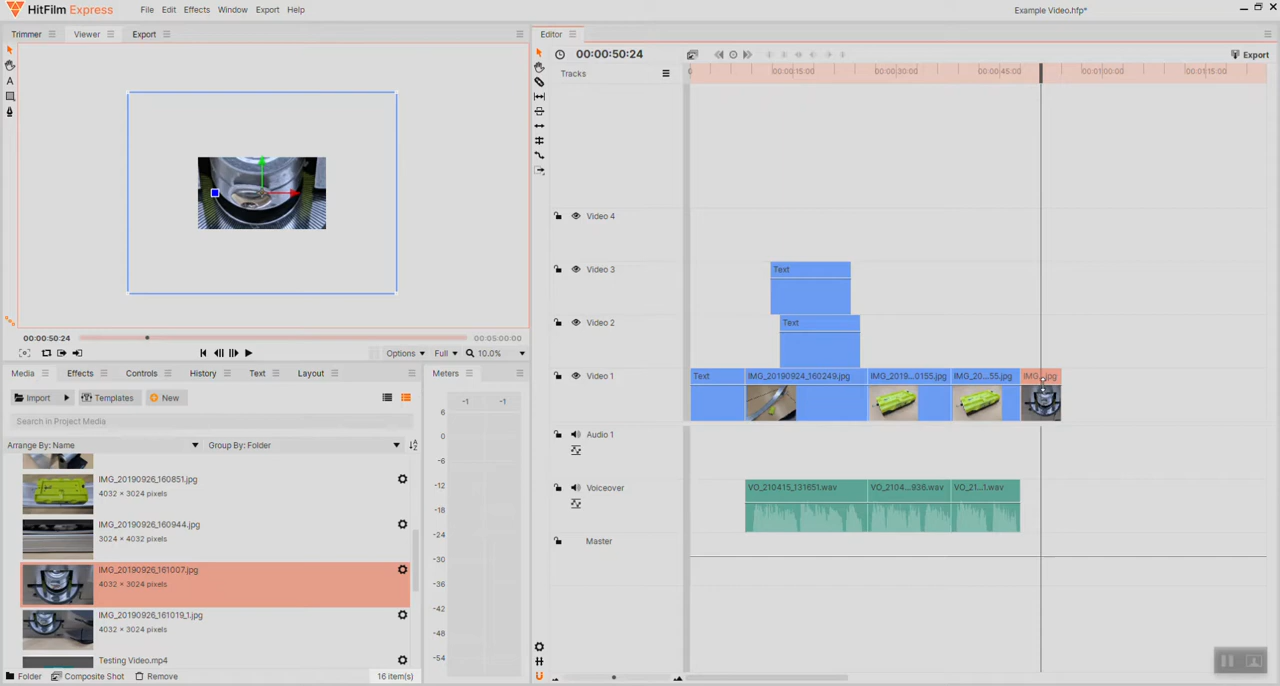 HitFilm Express
File Edit Effects Window Export Help
Example Video.hfp*
Trimmer Viewer Export
Editor
00:00:50:24
Export
Tracks
0 00:00:15:00 00:00:30:00 00:00:45:00 00:01:00:00 00:01:15:00
Video 4
Video 3
Text
Video 2
Text
Video 1
Text IMG_20190924_160249.jpg IMG_2019...0155.jpg IMG_20...55.jpg
Audio 1
Voiceover
VO_210415_131651.wav VO_2104...936.wav VO_21...1.wav
Master
00:00:50:24
00:05:00:00
Options Full 10.0%
Media Effects Controls History Text Layout
Meters
Import Templates New
Search in Project Media
Arrange By: Name Group By: Folder
IMG_20190926_160851.jpg
4032 × 3024 pixels
IMG_20190926_160944.jpg
3024 × 4032 pixels
IMG_20190926_161007.jpg
4032 × 3024 pixels
IMG_20190926_161019_1.jpg
4032 × 3024 pixels
Testing Video.mp4
Folder Composite Shot Remove 16 item(s)
-1 -1
6
0
-6
-12
-18
-24
-30
-36
-42
-48
-54